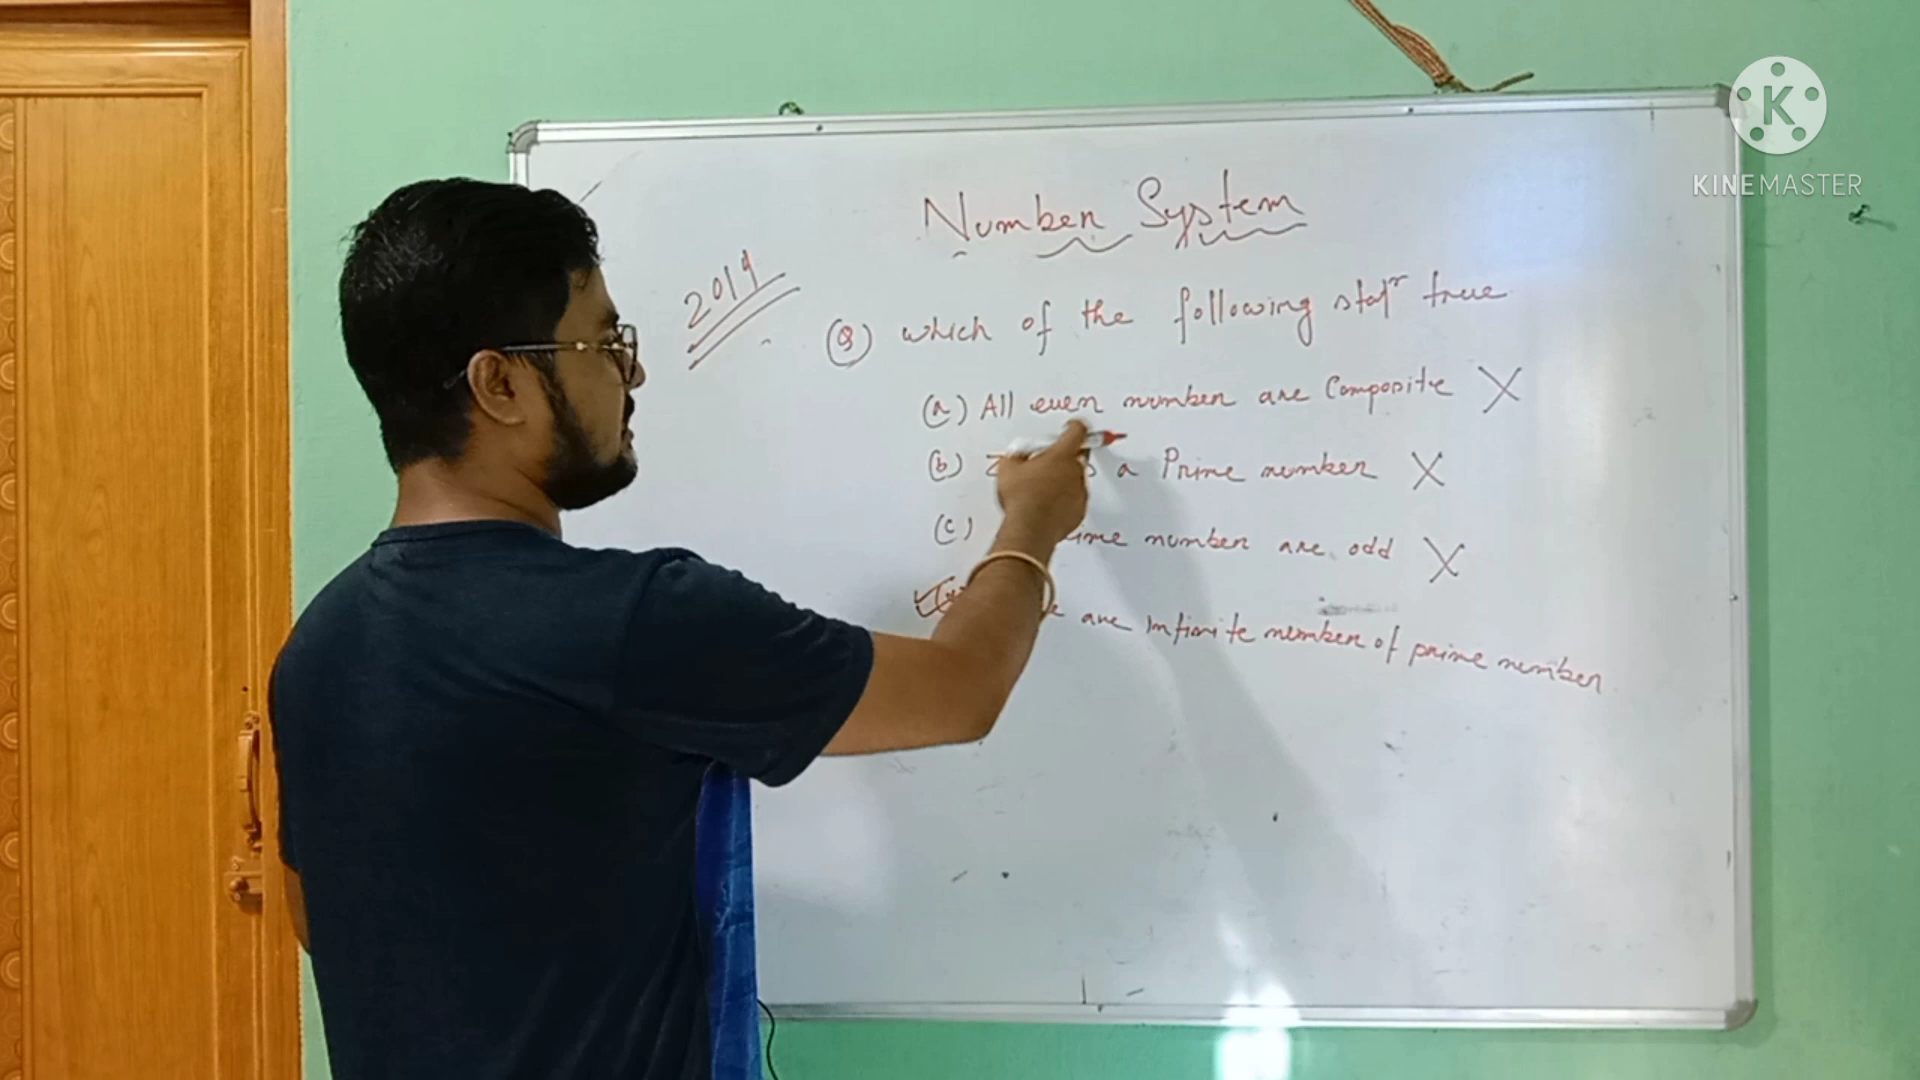 Number System
2019
(Q) which of the following statⁿ true
(a) All even number are Composite X
(b) a Prime number X
(c) number are odd X
are infinite number of prime number
K
KINEMASTER